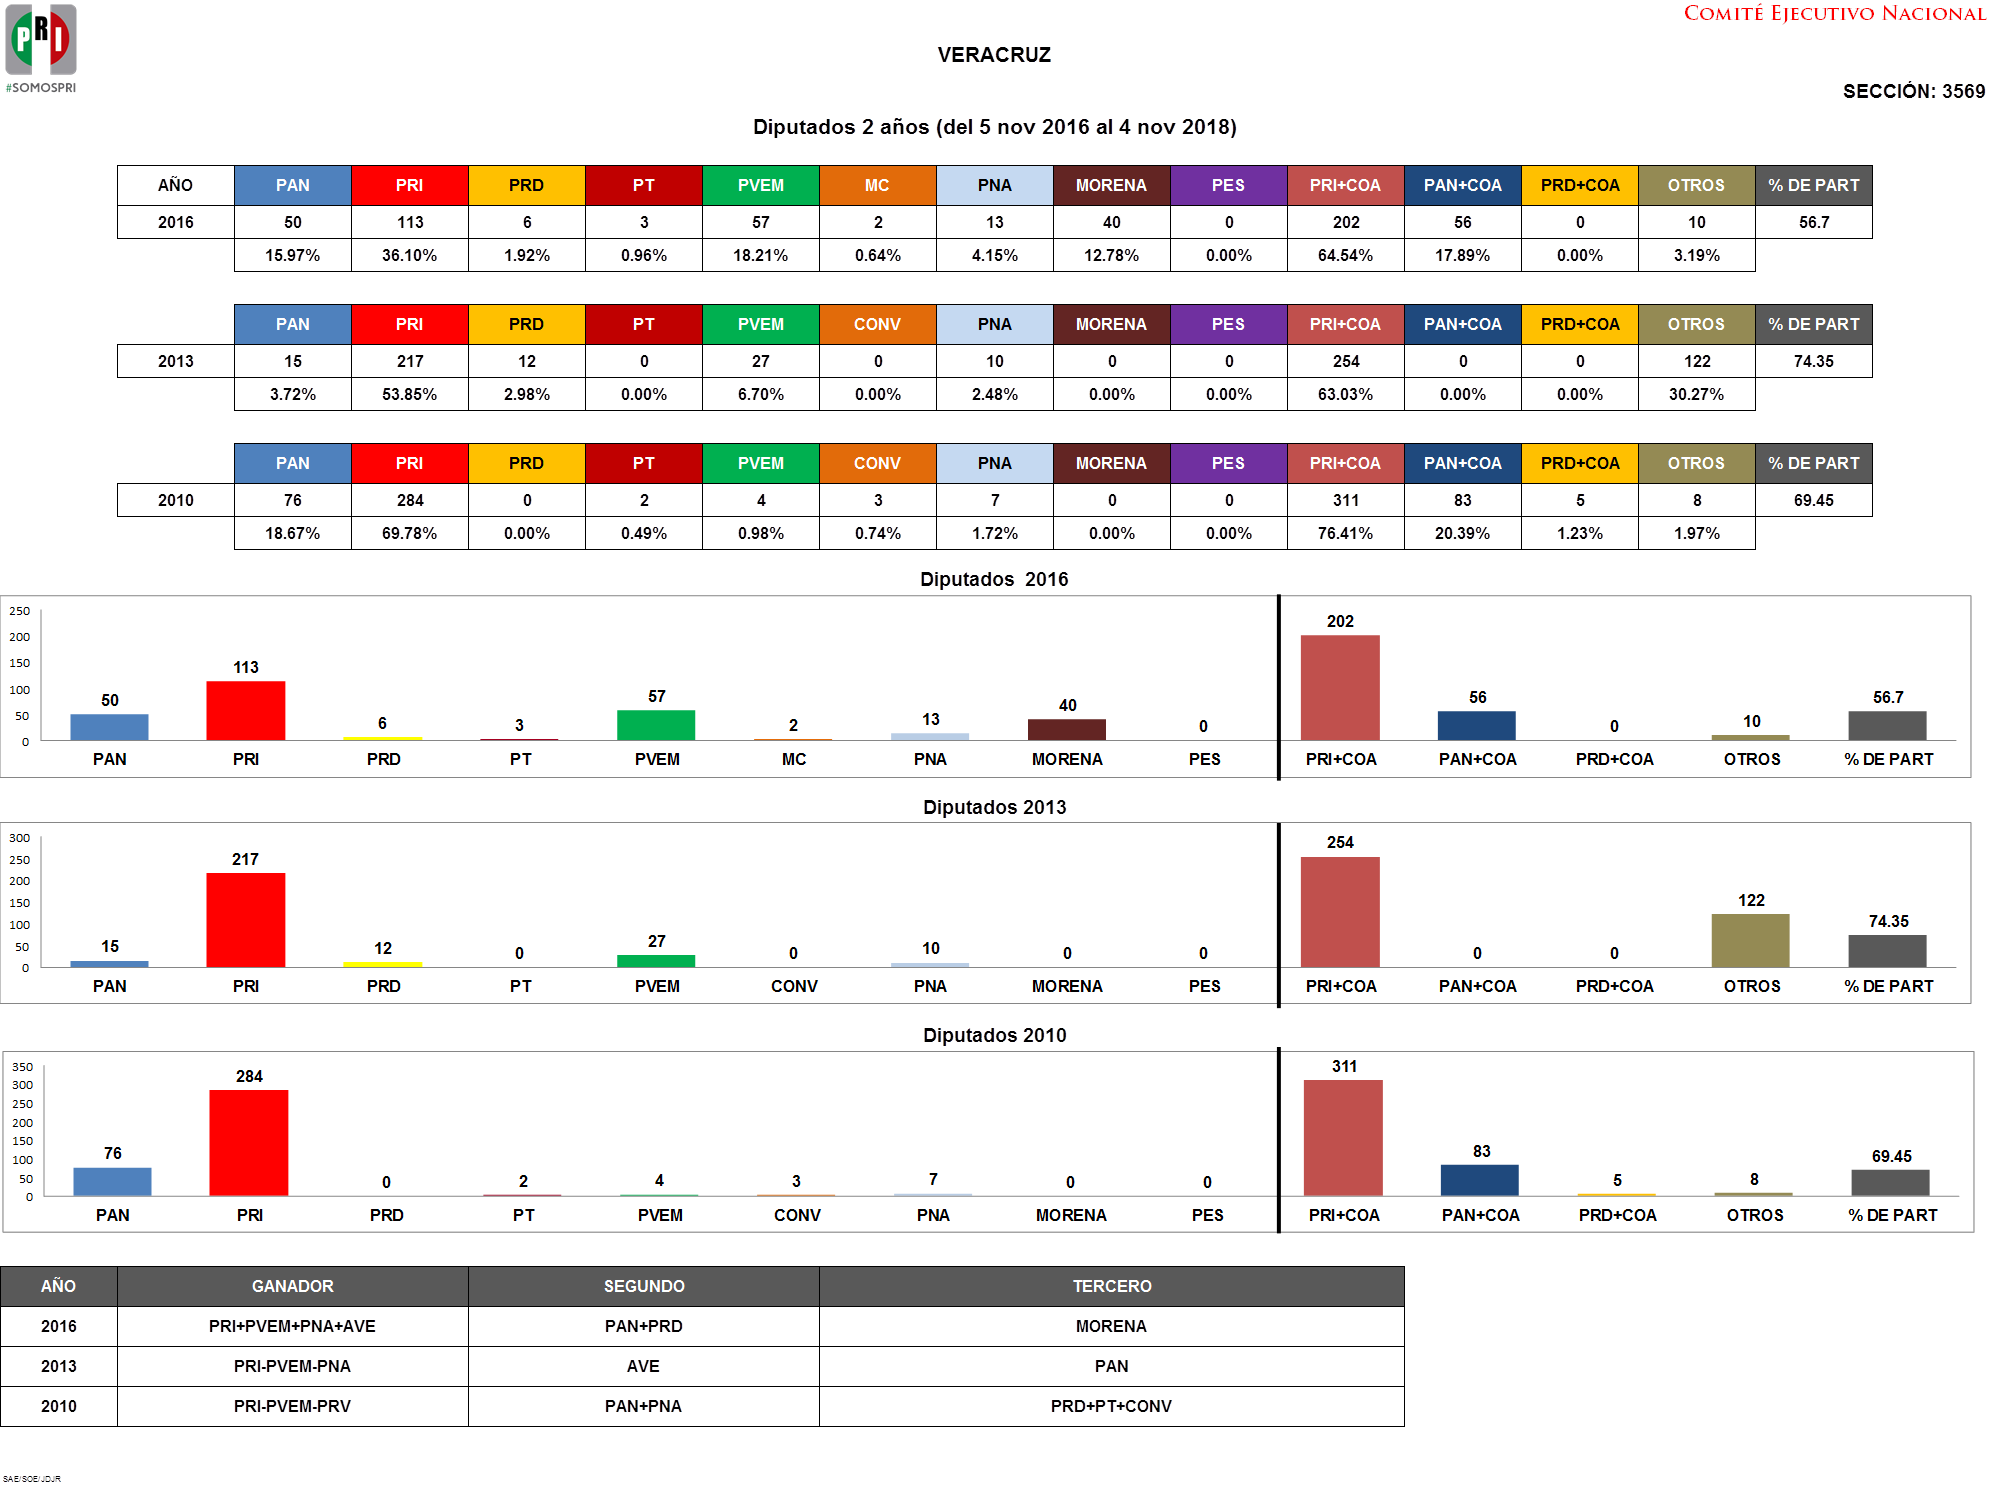 PRI
#SOMOSPRI
COMITÉ EJECUTIVO NACIONAL
VERACRUZ
SECCIÓN: 3569
Diputados 2 años (del 5 nov 2016 al 4 nov 2018)
AÑO PAN PRI PRD PT PVEM MC PNA MORENA PES PRI+COA PAN+COA PRD+COA OTROS % DE PART
2016 50 113 6 3 57 2 13 40 0 202 56 0 10 56.7
15.97% 36.10% 1.92% 0.96% 18.21% 0.64% 4.15% 12.78% 0.00% 64.54% 17.89% 0.00% 3.19%
PAN PRI PRD PT PVEM CONV PNA MORENA PES PRI+COA PAN+COA PRD+COA OTROS % DE PART
2013 15 217 12 0 27 0 10 0 0 254 0 0 122 74.35
3.72% 53.85% 2.98% 0.00% 6.70% 0.00% 2.48% 0.00% 0.00% 63.03% 0.00% 0.00% 30.27%
PAN PRI PRD PT PVEM CONV PNA MORENA PES PRI+COA PAN+COA PRD+COA OTROS % DE PART
2010 76 284 0 2 4 3 7 0 0 311 83 5 8 69.45
18.67% 69.78% 0.00% 0.49% 0.98% 0.74% 1.72% 0.00% 0.00% 76.41% 20.39% 1.23% 1.97%
Diputados 2016
250
200
150
100
50
0
50 113 6 3 57 2 13 40 0 202 56 0 10 56.7
PAN PRI PRD PT PVEM MC PNA MORENA PES PRI+COA PAN+COA PRD+COA OTROS % DE PART
Diputados 2013
300
250
200
150
100
50
0
15 217 12 0 27 0 10 0 0 254 0 0 122 74.35
PAN PRI PRD PT PVEM CONV PNA MORENA PES PRI+COA PAN+COA PRD+COA OTROS % DE PART
Diputados 2010
350
300
250
200
150
100
50
0
76 284 0 2 4 3 7 0 0 311 83 5 8 69.45
PAN PRI PRD PT PVEM CONV PNA MORENA PES PRI+COA PAN+COA PRD+COA OTROS % DE PART
AÑO GANADOR SEGUNDO TERCERO
2016 PRI+PVEM+PNA+AVE PAN+PRD MORENA
2013 PRI-PVEM-PNA AVE PAN
2010 PRI-PVEM-PRV PAN+PNA PRD+PT+CONV
SAE/SOE/JDJR